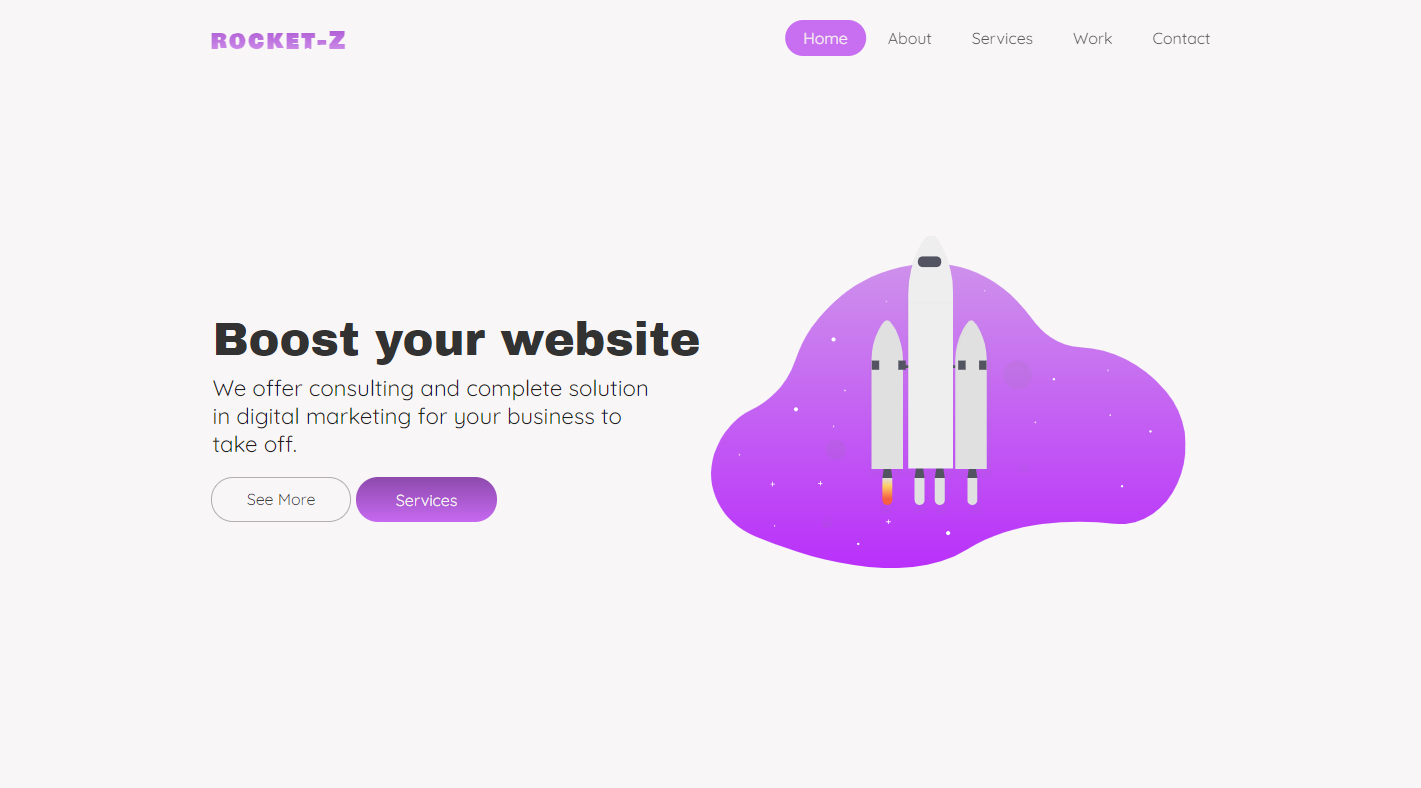 ROCKET-Z
Home About Services Work Contact
Boost your website
We offer consulting and complete solution
in digital marketing for your business to
take off.
See More Services